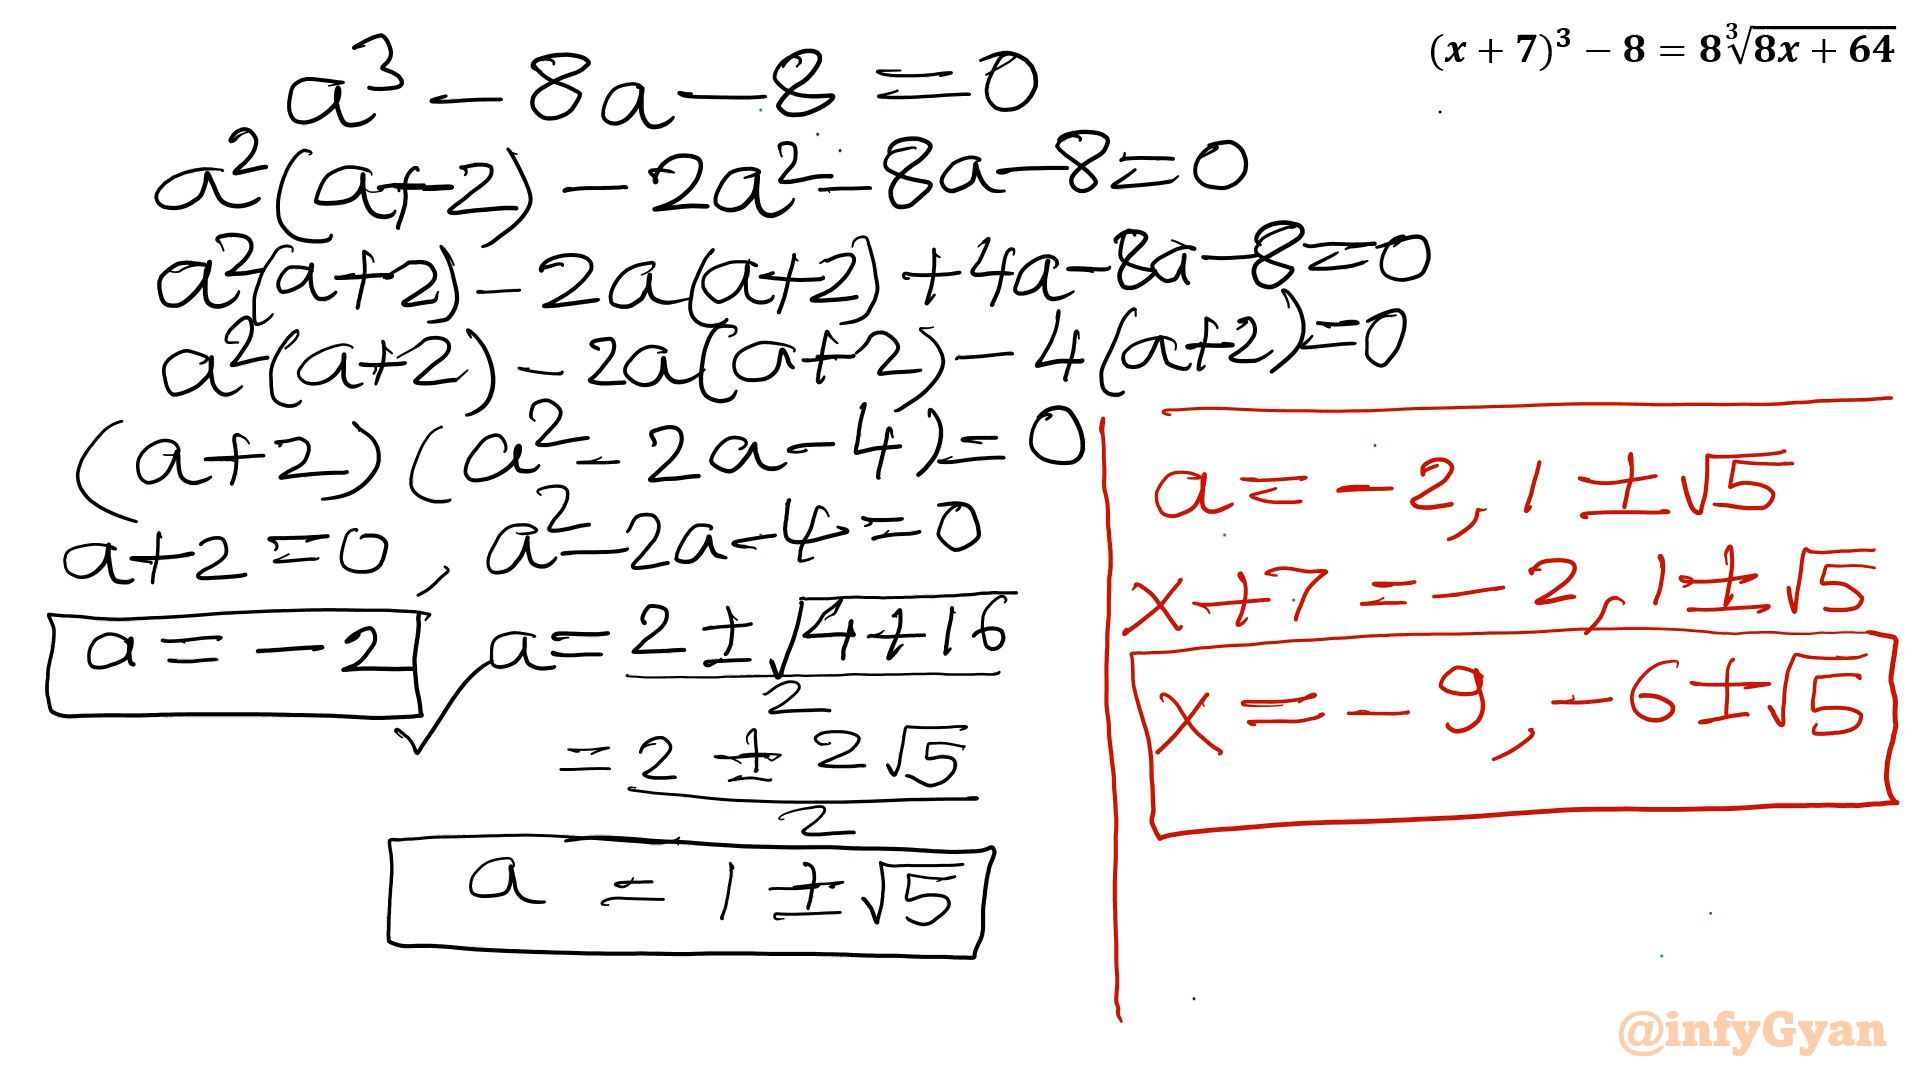 (x + 7)³ − 8 = 8∛(8x + 64)
a³ − 8a − 8 = 0
a²(a+2) − 2a² − 8a − 8 = 0
a²(a+2) − 2a(a+2) + 4a − 8a − 8 = 0
a²(a+2) − 2a(a+2) − 4(a+2) = 0
(a+2)(a² − 2a − 4) = 0
a+2 = 0, a² − 2a − 4 = 0
a = −2 a = (2 ± √(4+16))/2
= (2 ± 2√5)/2
a = 1 ± √5
a = −2, 1 ± √5
x+7 = −2, 1 ± √5
x = −9, −6 ± √5
@infyGyan